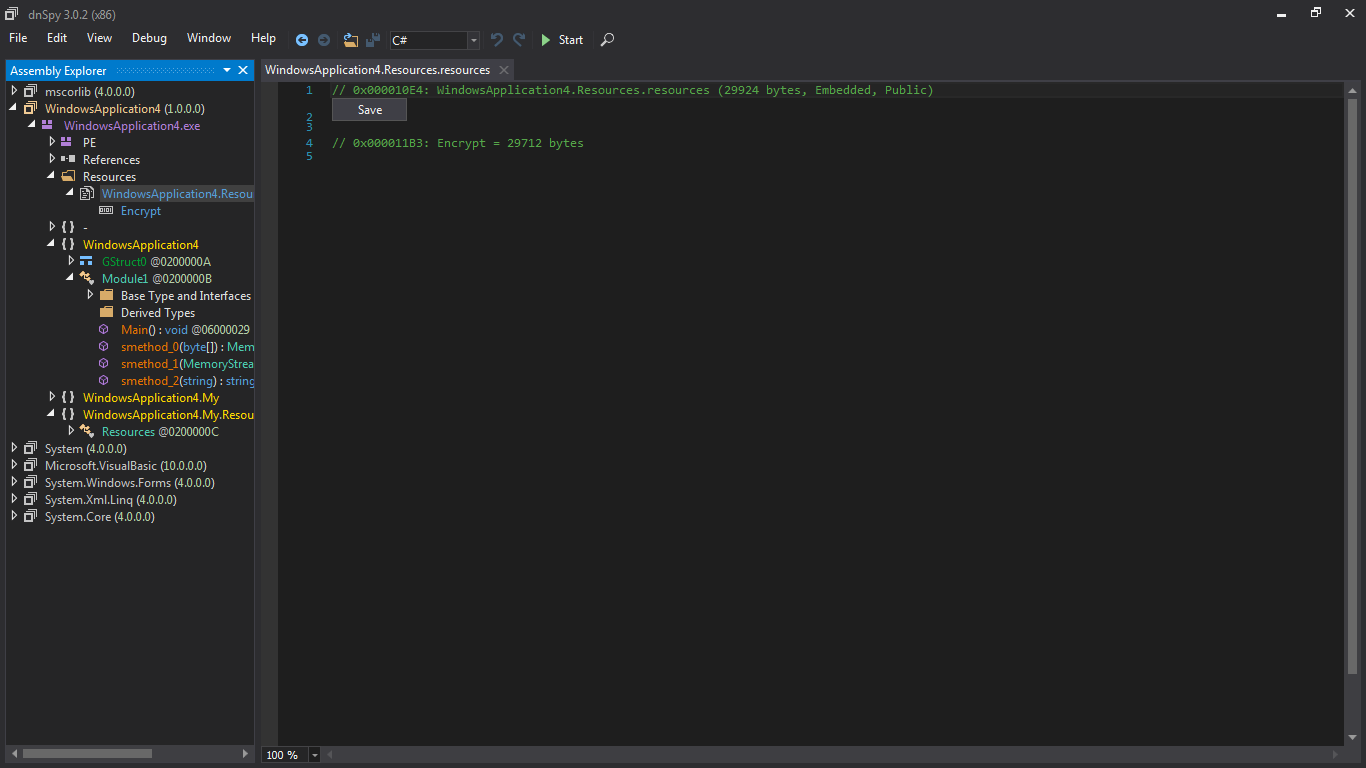 dnSpy 3.0.2 (x86)
File Edit View Debug Window Help C# Start
Assembly Explorer
WindowsApplication4.Resources.resources
mscorlib (4.0.0.0)
WindowsApplication4 (1.0.0.0)
WindowsApplication4.exe
PE
References
Resources
WindowsApplication4.Resou
Encrypt
{ } -
{ } WindowsApplication4
GStruct0 @0200000A
Module1 @0200000B
Base Type and Interfaces
Derived Types
Main() : void @06000029
smethod_0(byte[]) : Mem
smethod_1(MemoryStrea
smethod_2(string) : string
{ } WindowsApplication4.My
{ } WindowsApplication4.My.Resou
Resources @0200000C
System (4.0.0.0)
Microsoft.VisualBasic (10.0.0.0)
System.Windows.Forms (4.0.0.0)
System.Xml.Linq (4.0.0.0)
System.Core (4.0.0.0)
1 // 0x000010E4: WindowsApplication4.Resources.resources (29924 bytes, Embedded, Public)
Save
2
3
4 // 0x000011B3: Encrypt = 29712 bytes
5
100 %